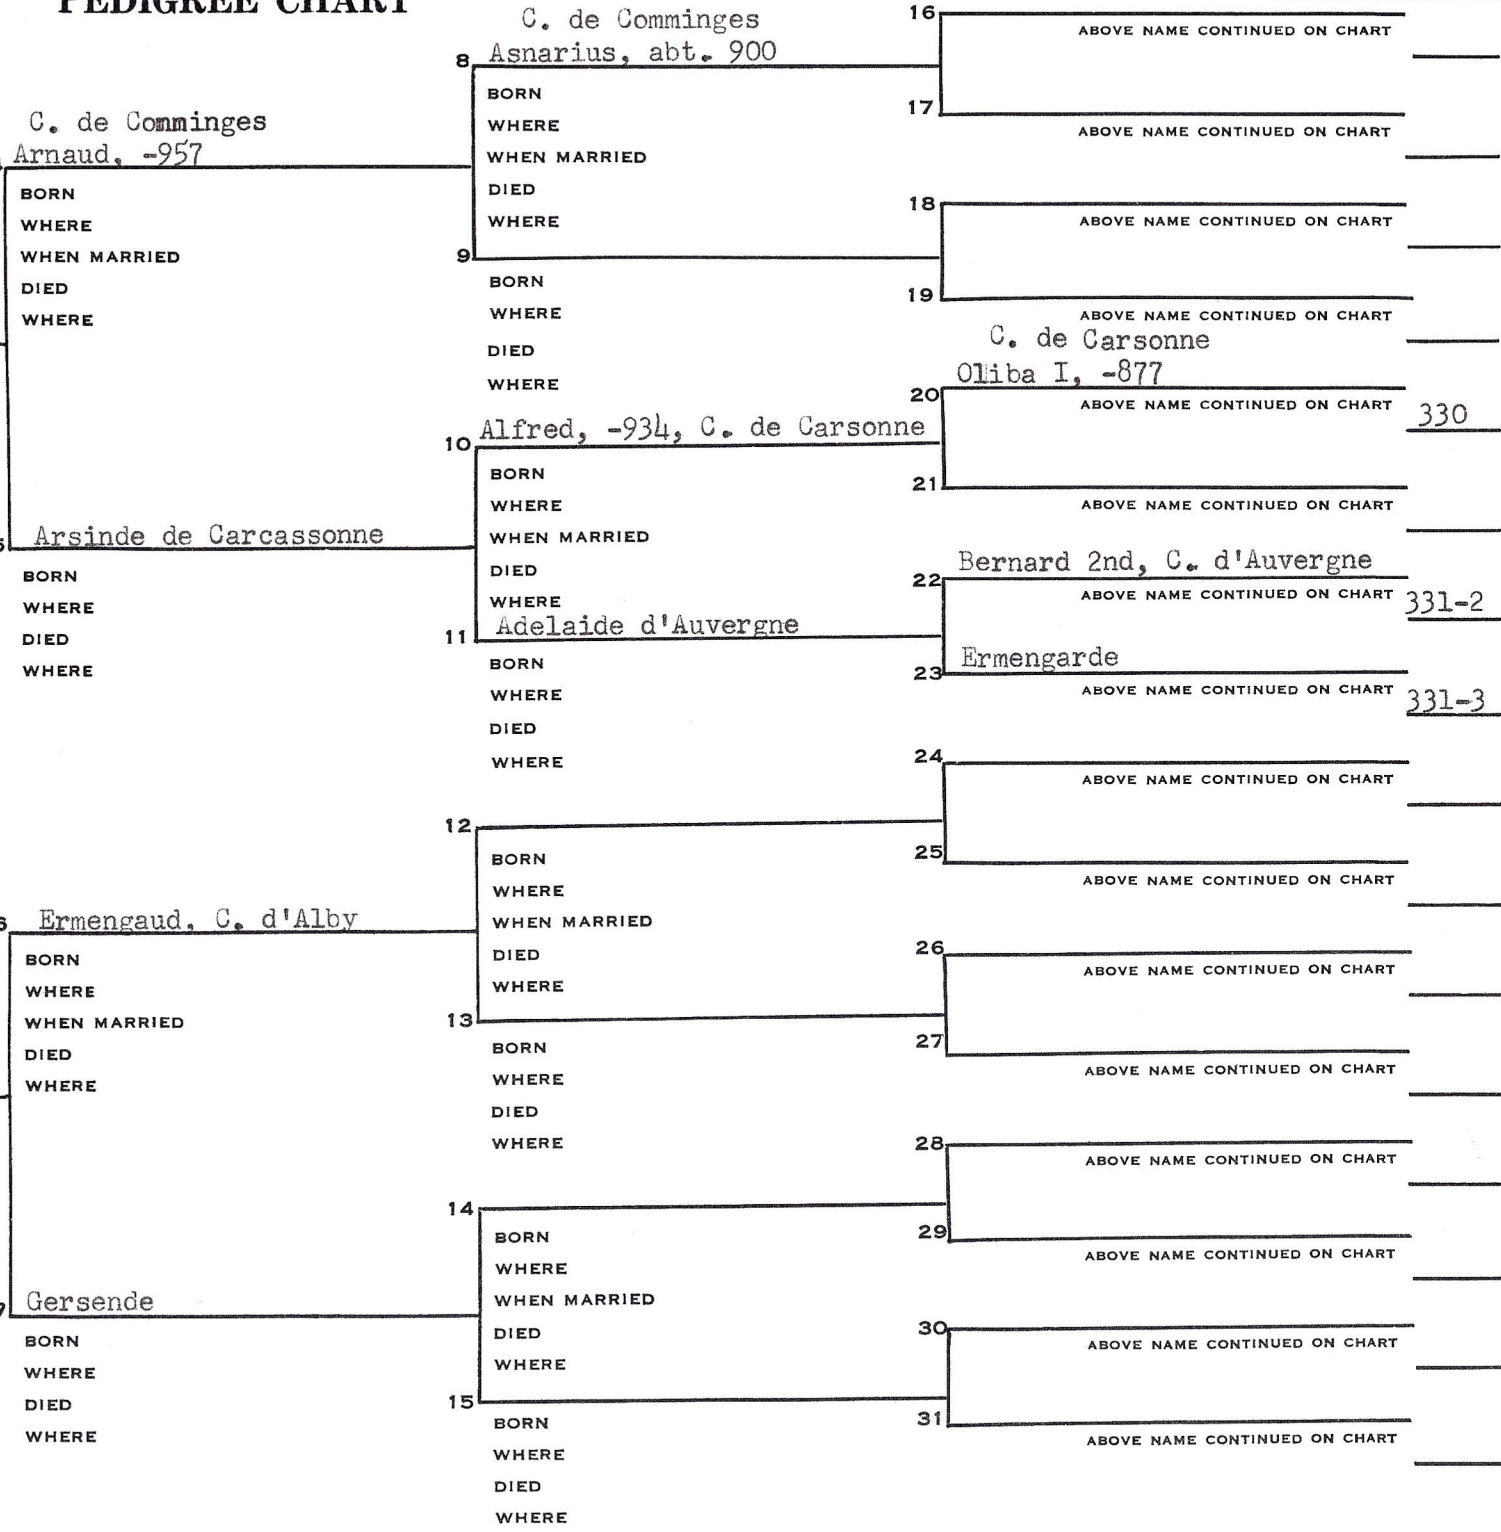 PEDIGREE CHART
C. de Comminges
Arnaud, -957
BORN
WHERE
WHEN MARRIED
DIED
WHERE
Arsinde de Carcassonne
BORN
WHERE
DIED
WHERE
Ermengaud, C. d'Alby
BORN
WHERE
WHEN MARRIED
DIED
WHERE
Gersende
BORN
WHERE
DIED
WHERE
C. de Comminges
8 Asnarius, abt. 900
BORN
WHERE
WHEN MARRIED
DIED
WHERE
9
BORN
WHERE
DIED
WHERE
10 Alfred, -934, C. de Carsonne
BORN
WHERE
WHEN MARRIED
DIED
WHERE
11 Adelaide d'Auvergne
BORN
WHERE
DIED
WHERE
12
BORN
WHERE
WHEN MARRIED
DIED
WHERE
13
BORN
WHERE
DIED
WHERE
14
BORN
WHERE
WHEN MARRIED
DIED
WHERE
15
BORN
WHERE
DIED
WHERE
16
ABOVE NAME CONTINUED ON CHART
17
ABOVE NAME CONTINUED ON CHART
18
ABOVE NAME CONTINUED ON CHART
19
ABOVE NAME CONTINUED ON CHART
C. de Carsonne
20 Oliba I, -877
ABOVE NAME CONTINUED ON CHART 330
21
ABOVE NAME CONTINUED ON CHART
22 Bernard 2nd, C. d'Auvergne
ABOVE NAME CONTINUED ON CHART 331-2
23 Ermengarde
ABOVE NAME CONTINUED ON CHART 331-3
24
ABOVE NAME CONTINUED ON CHART
25
ABOVE NAME CONTINUED ON CHART
26
ABOVE NAME CONTINUED ON CHART
27
ABOVE NAME CONTINUED ON CHART
28
ABOVE NAME CONTINUED ON CHART
29
ABOVE NAME CONTINUED ON CHART
30
ABOVE NAME CONTINUED ON CHART
31
ABOVE NAME CONTINUED ON CHART